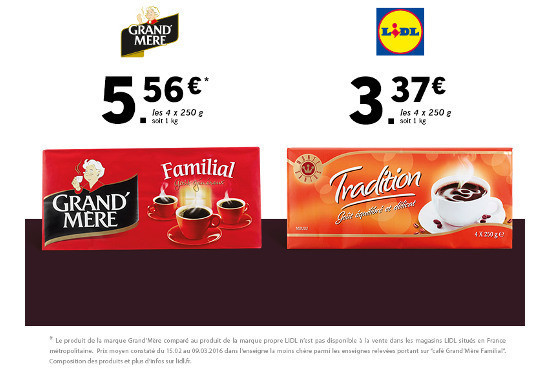 GRAND'
MÈRE
LIDL
5.56€*
les 4 x 250 g
soit 1 kg
3.37€
les 4 x 250 g
soit 1 kg
GRAND'
MÈRE
Familial
Tradition
Goût équilibré et délicat
MOULU
4 X 250 g e
* Le produit de la marque Grand'Mère comparé au produit de la marque propre LIDL n'est pas disponible à la vente dans les magasins LIDL situés en France
métropolitaine. Prix moyen constaté du 15.02 au 09.03.2016 dans l'enseigne la moins chère parmi les enseignes relevées portant sur "café Grand'Mère Familial".
Composition des produits et plus d'infos sur lidl.fr.